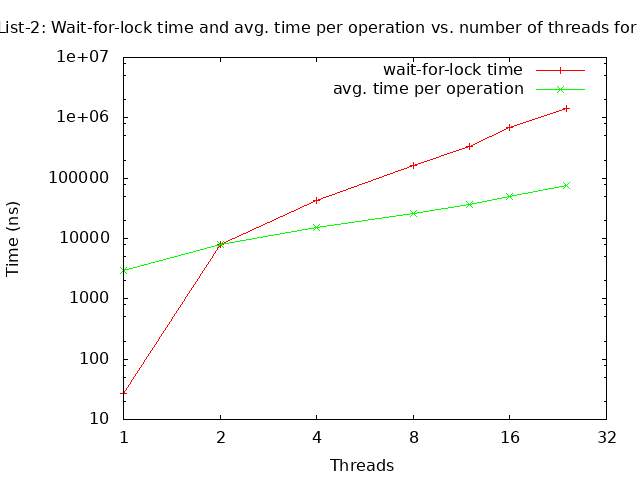 List-2: Wait-for-lock time and avg. time per operation vs. number of threads for
1e+07
wait-for-lock time
avg. time per operation
1e+06
100000
10000
1000
100
10
Time (ns)
1 2 4 8 16 32
Threads